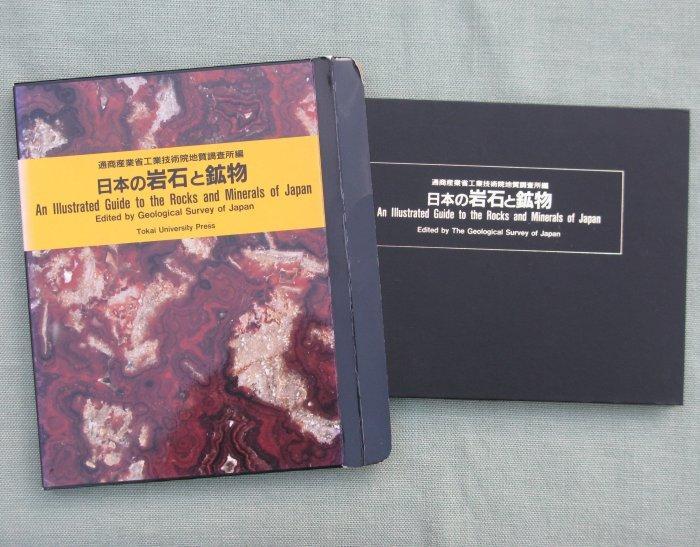 通商産業省工業技術院地質調査所編
日本の岩石と鉱物
An Illustrated Guide to the Rocks and Minerals of Japan
Edited by Geological Survey of Japan
Tokai University Press
通商産業省工業技術院地質調査所編
日本の岩石と鉱物
An Illustrated Guide to the Rocks and Minerals of Japan
Edited by The Geological Survey of Japan